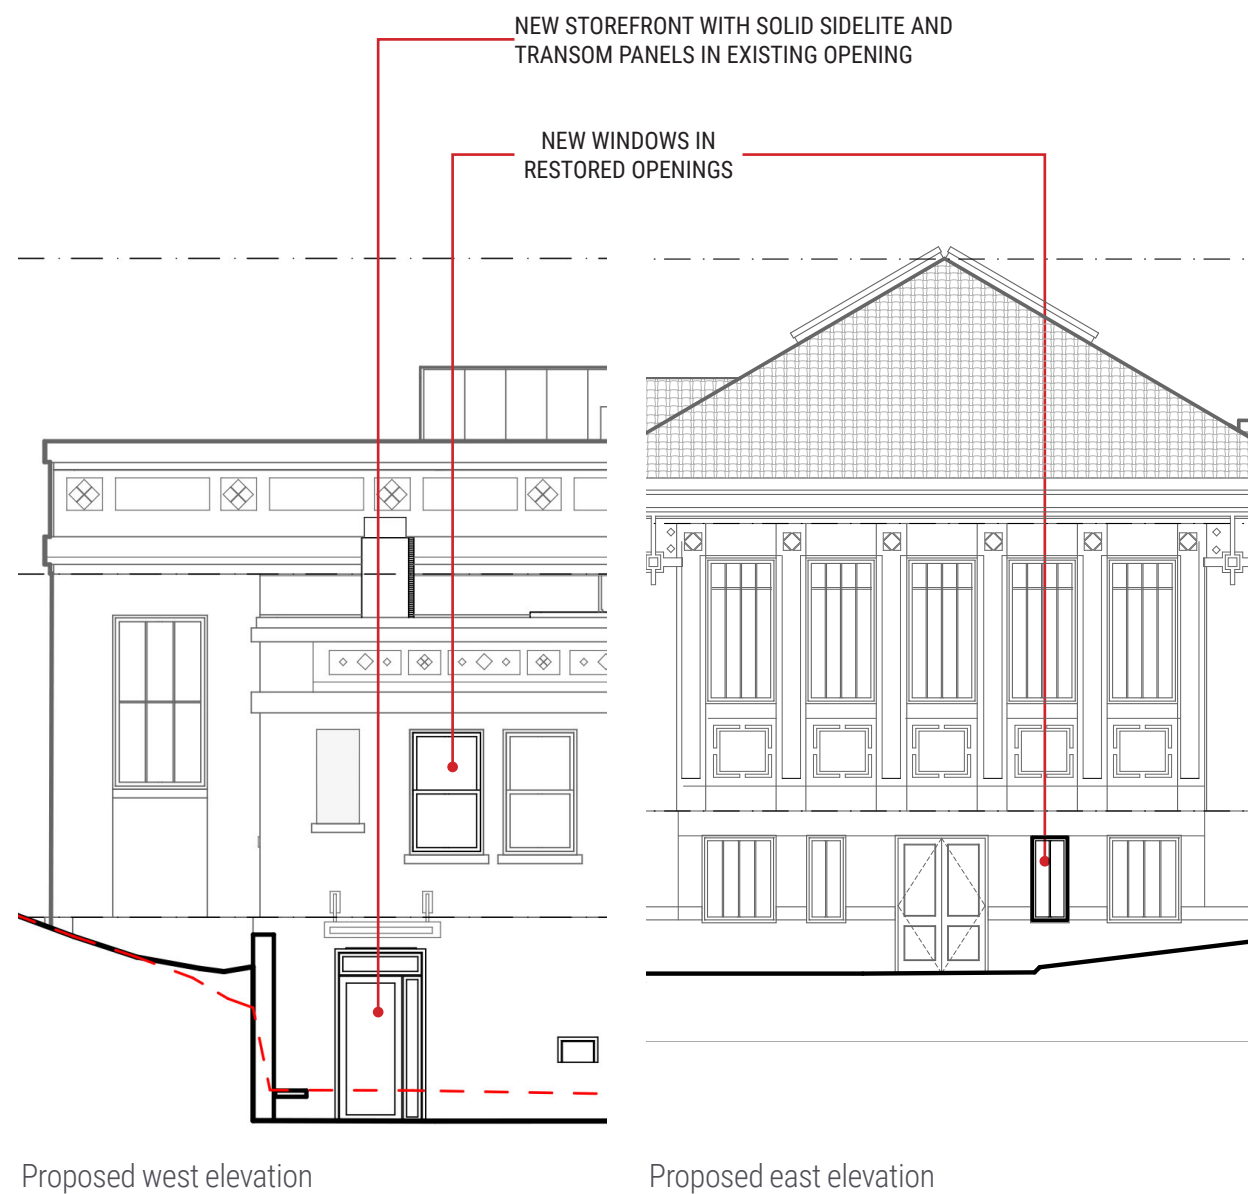 NEW STOREFRONT WITH SOLID SIDELITE AND
TRANSOM PANELS IN EXISTING OPENING
NEW WINDOWS IN
RESTORED OPENINGS
Proposed west elevation
Proposed east elevation